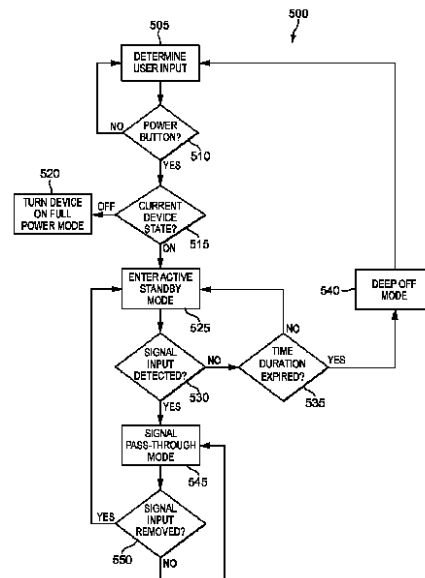 500
505
DETERMINE
USER INPUT
NO
POWER
BUTTON?
510
YES
520
TURN DEVICE
ON FULL
POWER MODE
OFF
CURRENT
DEVICE
STATE?
515
ON
ENTER ACTIVE
STANDBY
MODE
525
540
DEEP OFF
MODE
NO
SIGNAL
INPUT
DETECTED?
NO
530
TIME
DURATION
EXPIRED?
YES
535
YES
SIGNAL
PASS-THROUGH
MODE
545
YES
SIGNAL
INPUT
REMOVED?
550
NO